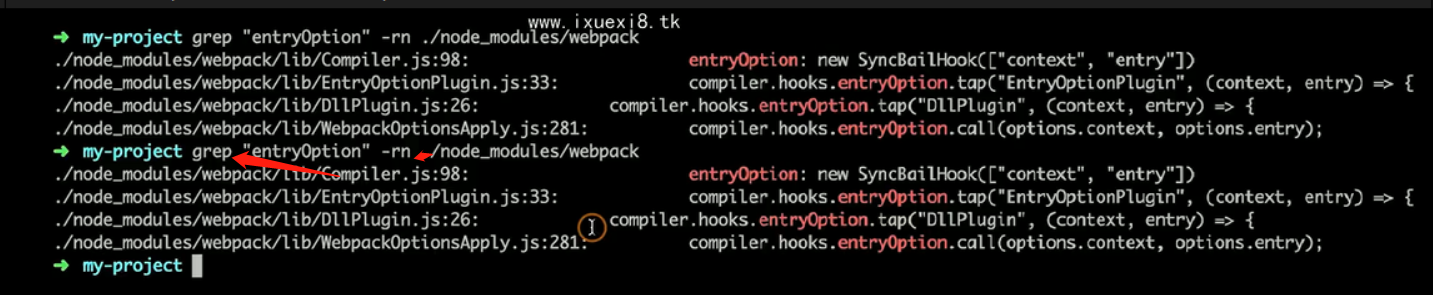 www.ixuexi8.tk
➜ my-project grep "entryOption" -rn ./node_modules/webpack
./node_modules/webpack/lib/Compiler.js:98: entryOption: new SyncBailHook(["context", "entry"])
./node_modules/webpack/lib/EntryOptionPlugin.js:33: compiler.hooks.entryOption.tap("EntryOptionPlugin", (context, entry) => {
./node_modules/webpack/lib/DllPlugin.js:26: compiler.hooks.entryOption.tap("DllPlugin", (context, entry) => {
./node_modules/webpack/lib/WebpackOptionsApply.js:281: compiler.hooks.entryOption.call(options.context, options.entry);
➜ my-project grep "entryOption" -rn ./node_modules/webpack
./node_modules/webpack/lib/Compiler.js:98: entryOption: new SyncBailHook(["context", "entry"])
./node_modules/webpack/lib/EntryOptionPlugin.js:33: compiler.hooks.entryOption.tap("EntryOptionPlugin", (context, entry) => {
./node_modules/webpack/lib/DllPlugin.js:26: compiler.hooks.entryOption.tap("DllPlugin", (context, entry) => {
./node_modules/webpack/lib/WebpackOptionsApply.js:281: compiler.hooks.entryOption.call(options.context, options.entry);
➜ my-project